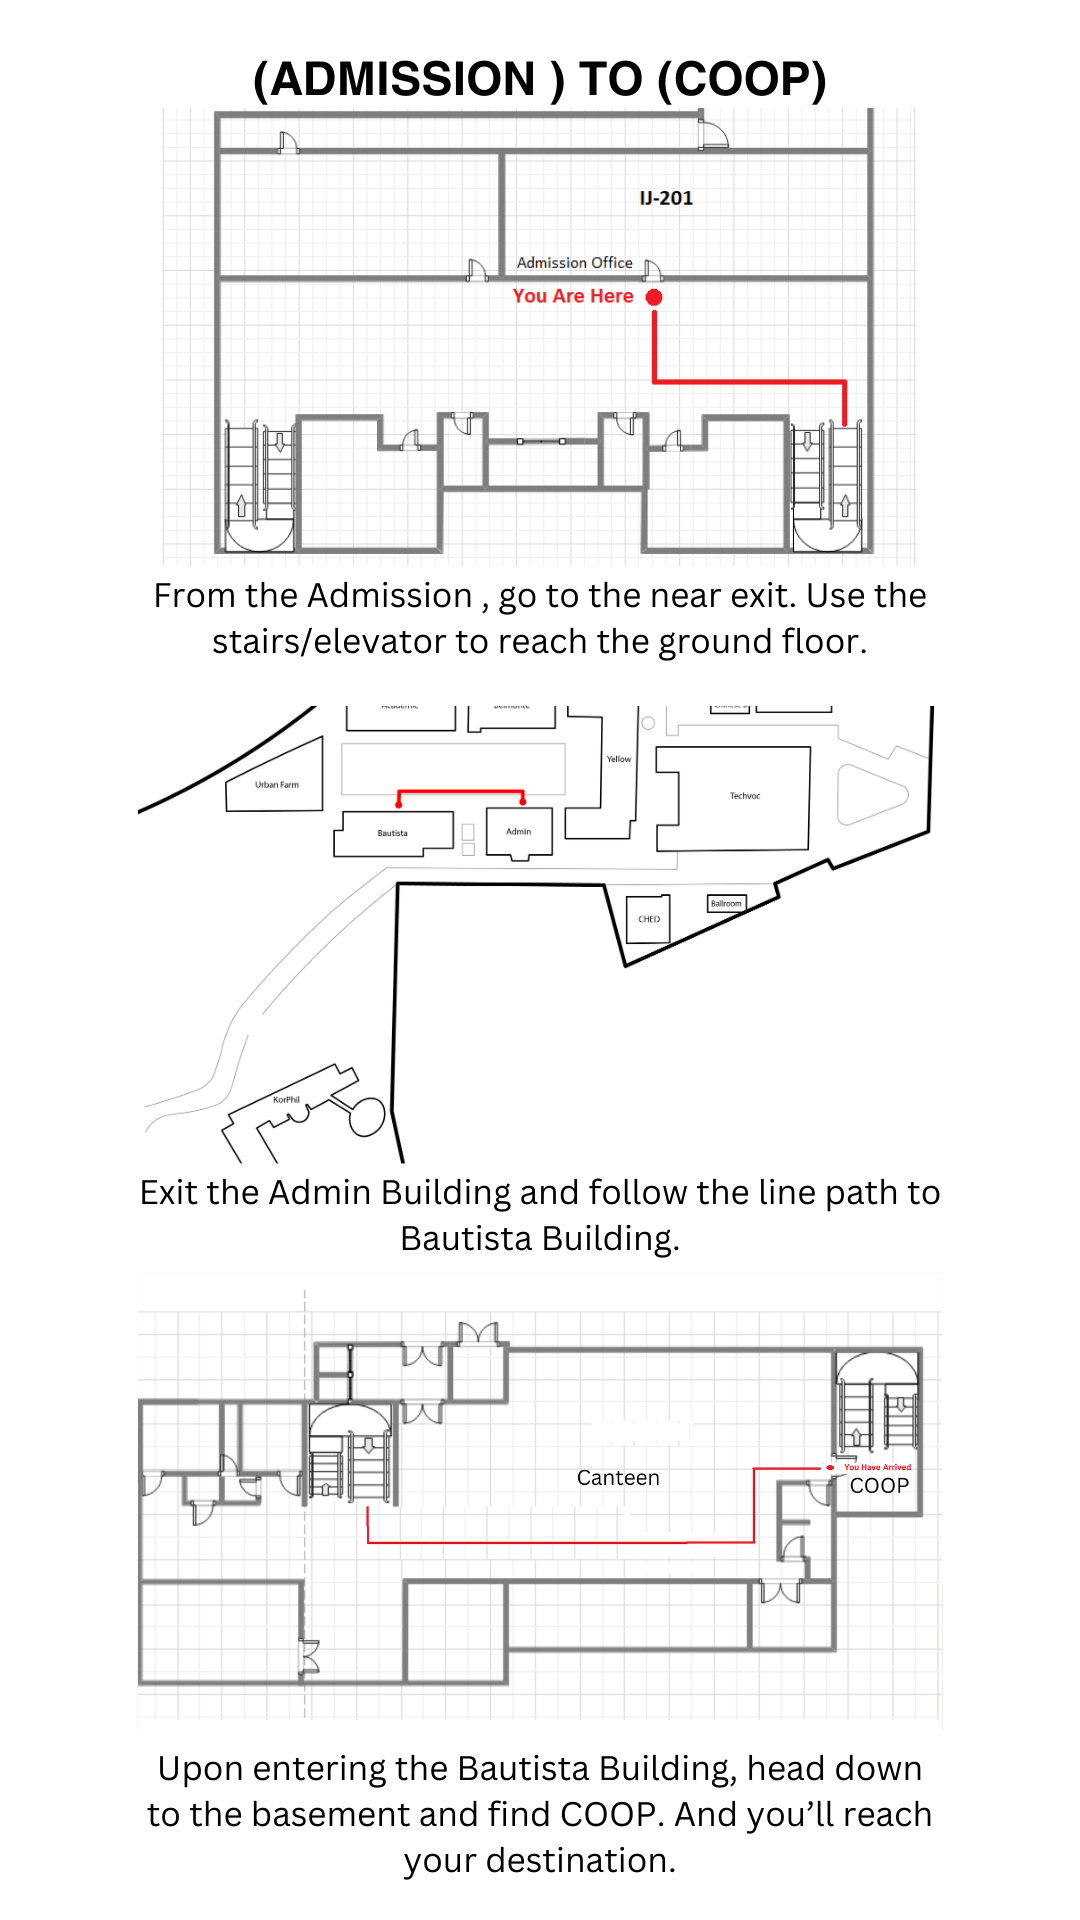 (ADMISSION ) TO (COOP)
IJ-201
Admission Office
You Are Here
From the Admission , go to the near exit. Use the
stairs/elevator to reach the ground floor.
Academic
Belmonte
Yellow
Urban Farm
Techvoc
Bautista
Admin
CHED
Ballroom
KorPhil
Exit the Admin Building and follow the line path to
Bautista Building.
Canteen
You Have Arrived
COOP
Upon entering the Bautista Building, head down
to the basement and find COOP. And you’ll reach
your destination.